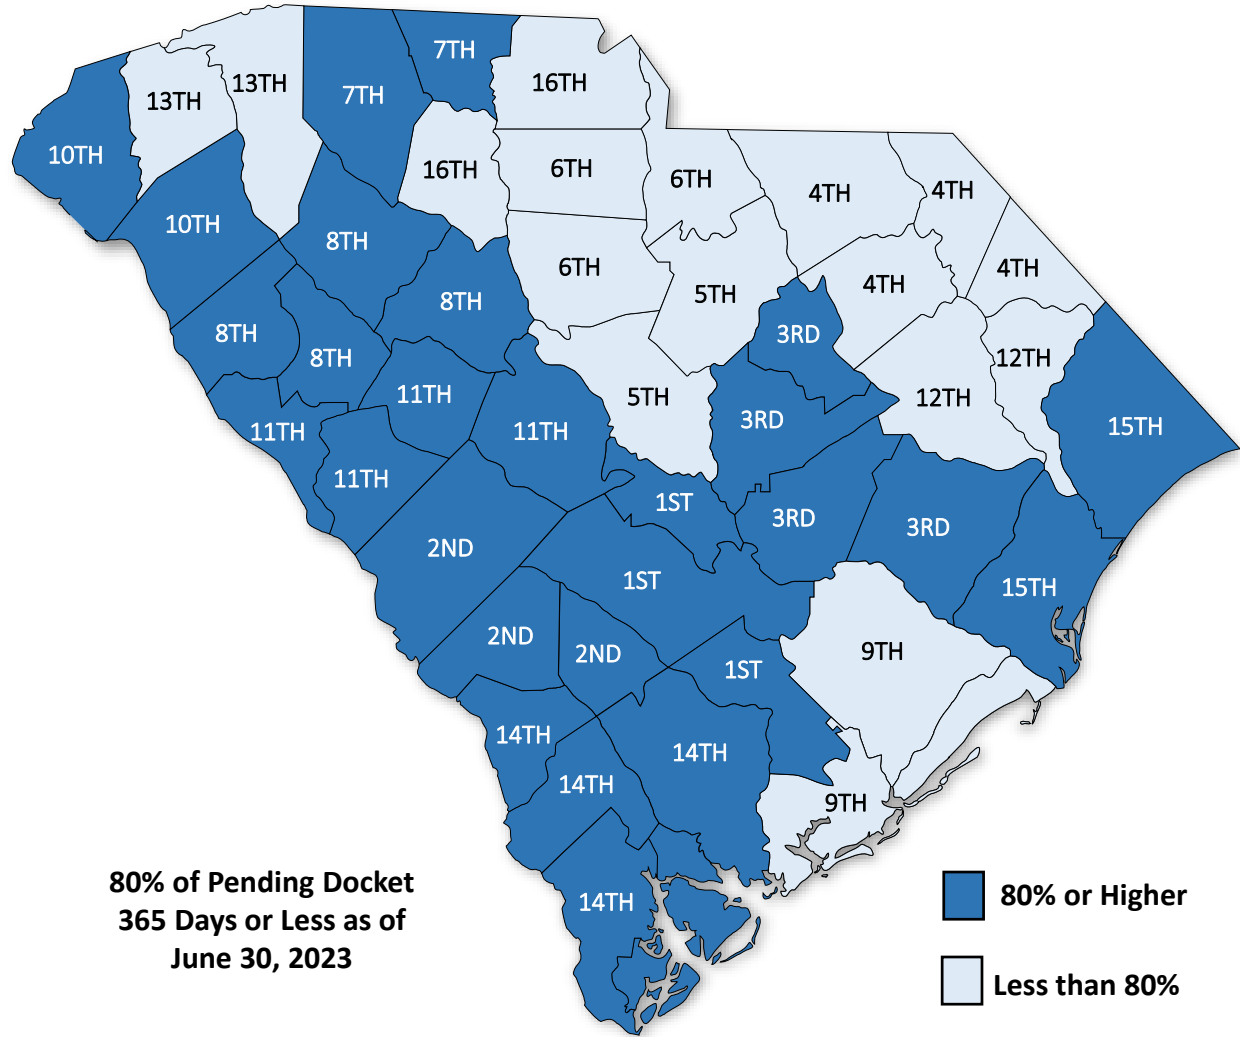 7TH
16TH
13TH
7TH
13TH
10TH
6TH
16TH
6TH
4TH
4TH
10TH
8TH
6TH
4TH
4TH
5TH
8TH
8TH
3RD
8TH
12TH
11TH
5TH
12TH
3RD
15TH
11TH
11TH
11TH
1ST
3RD
3RD
2ND
1ST
15TH
2ND
2ND
9TH
1ST
14TH
14TH
14TH
9TH
14TH
80% of Pending Docket
365 Days or Less as of
June 30, 2023
80% or Higher
Less than 80%